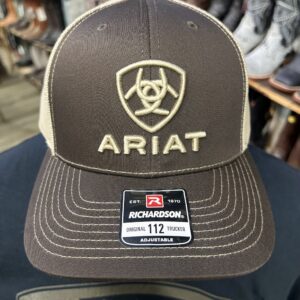 ARIAT
EST. R 1970
RICHARDSON
ORIGINAL 112 TRUCKER
ADJUSTABLE